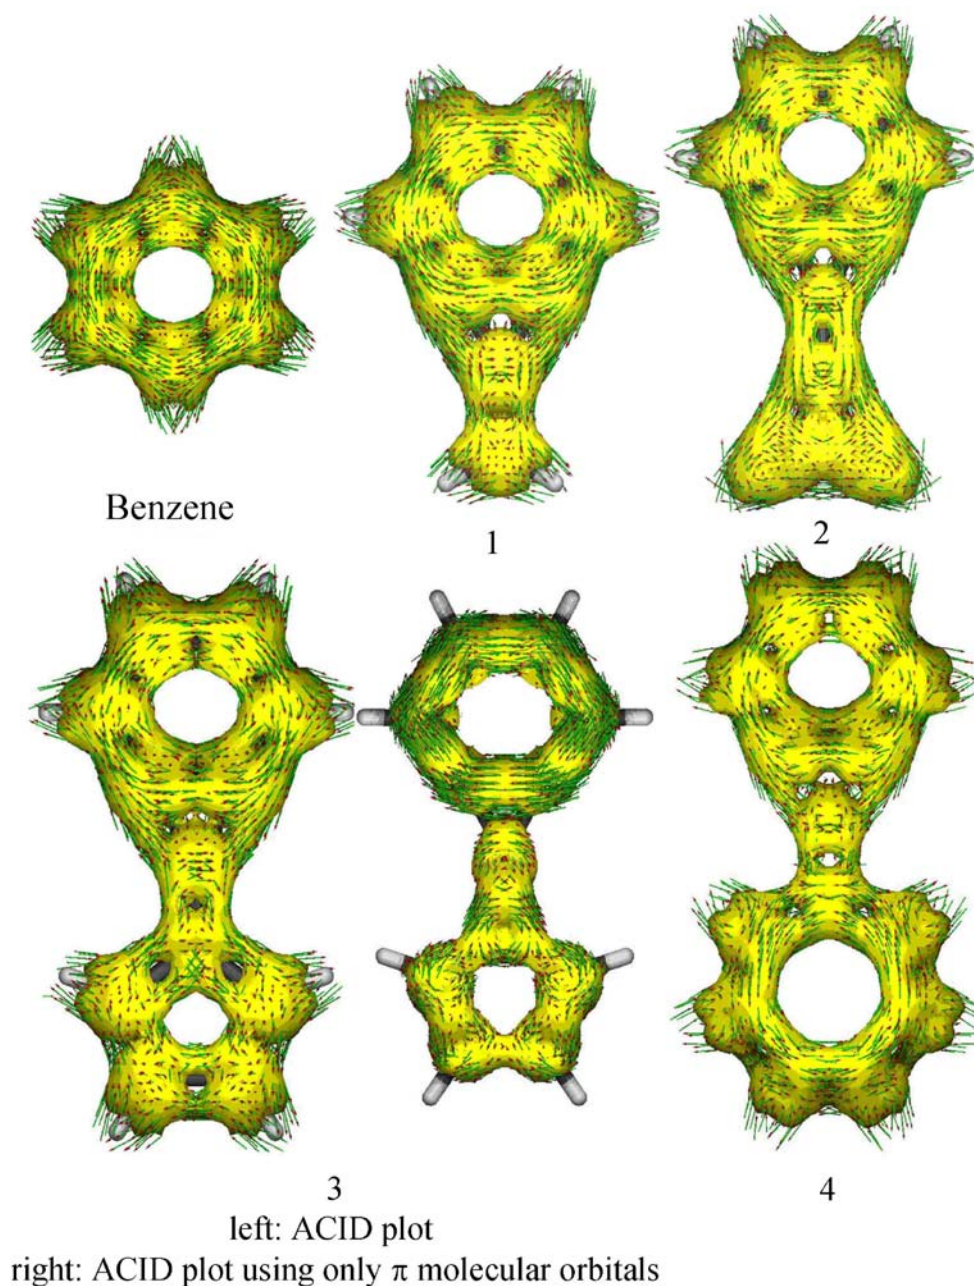 Benzene
1
2
3
4
left: ACID plot
right: ACID plot using only π molecular orbitals